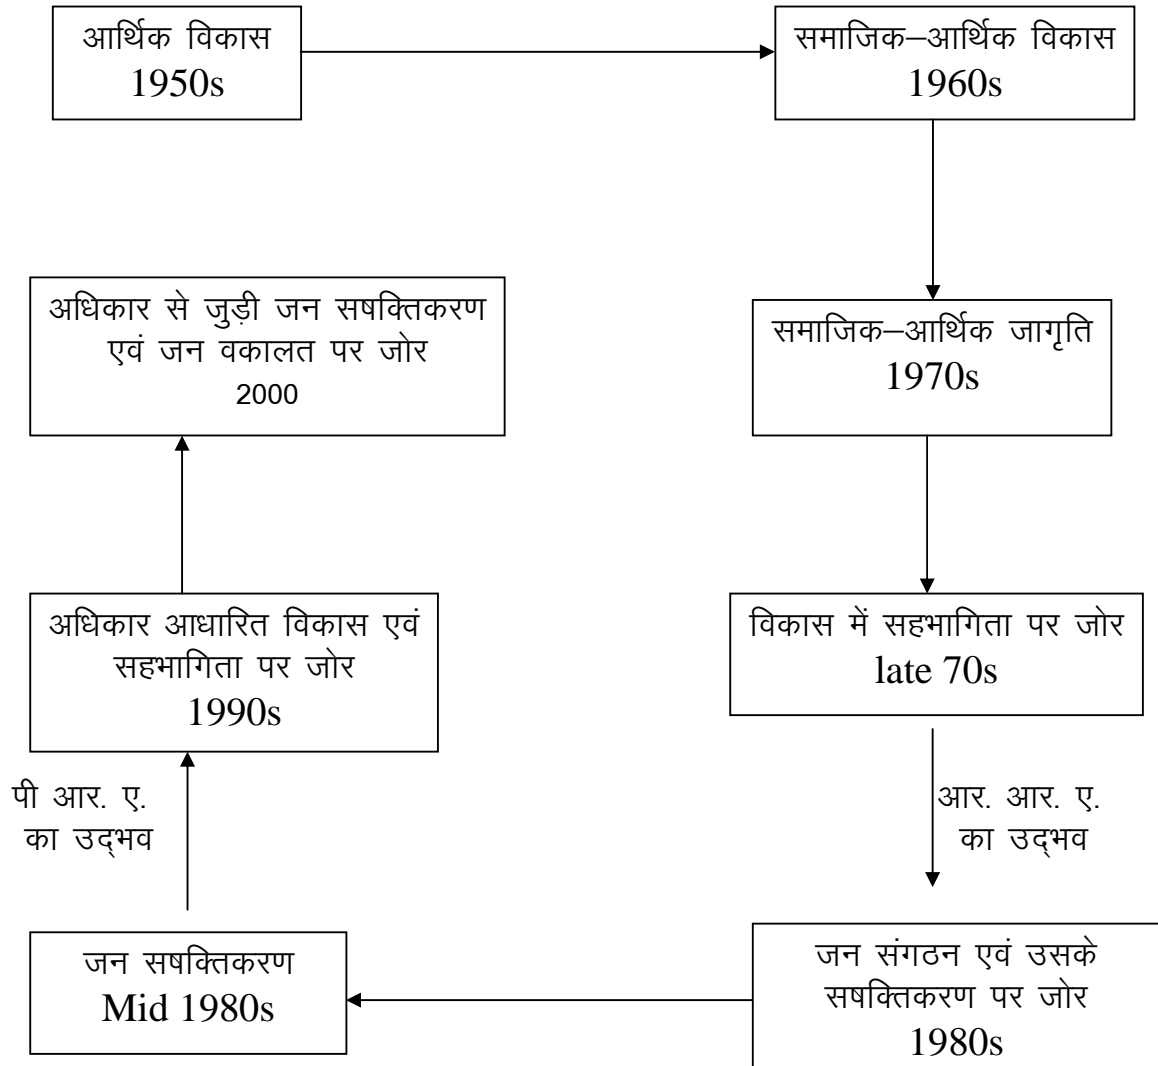 आर्थिक विकास
1950s
समाजिक–आर्थिक विकास
1960s
समाजिक–आर्थिक जागृति
1970s
विकास में सहभागिता पर जोर
late 70s
आर. आर. ए.
का उद्भव
जन संगठन एवं उसके
सषक्तिकरण पर जोर
1980s
जन सषक्तिकरण
Mid 1980s
पी आर. ए.
का उद्भव
अधिकार आधारित विकास एवं
सहभागिता पर जोर
1990s
अधिकार से जुड़ी जन सषक्तिकरण
एवं जन वकालत पर जोर
2000